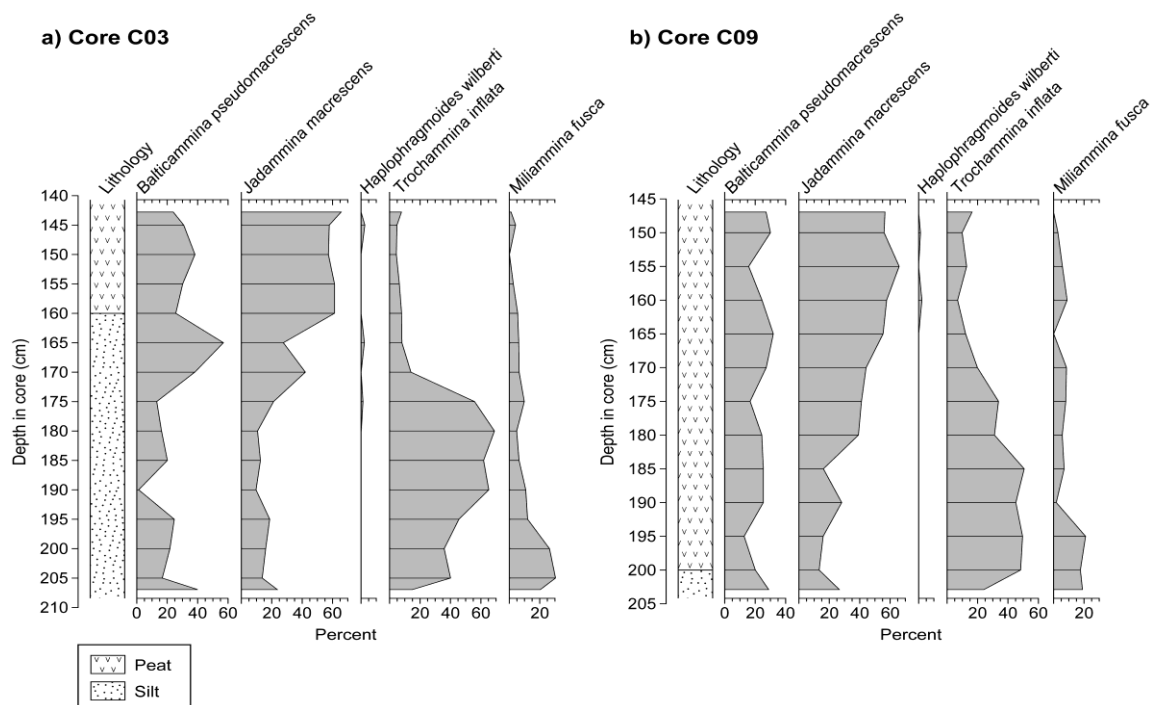 a) Core C03
Lithology
Balticammina pseudomacrescens
Jadammina macrescens
Haplophragmoides wilberti
Trochammina inflata
Miliammina fusca
Depth in core (cm)
140
145
150
155
160
165
170
175
180
185
190
195
200
205
210
0 20 40 60 0 20 40 60 0 20 40 60 0 20
Percent
b) Core C09
Lithology
Balticammina pseudomacrescens
Jadammina macrescens
Haplophragmoides wilberti
Trochammina inflata
Miliammina fusca
Depth in core (cm)
145
150
155
160
165
170
175
180
185
190
195
200
205
0 20 40 0 20 40 60 0 20 40 60 20
Percent
Peat
Silt